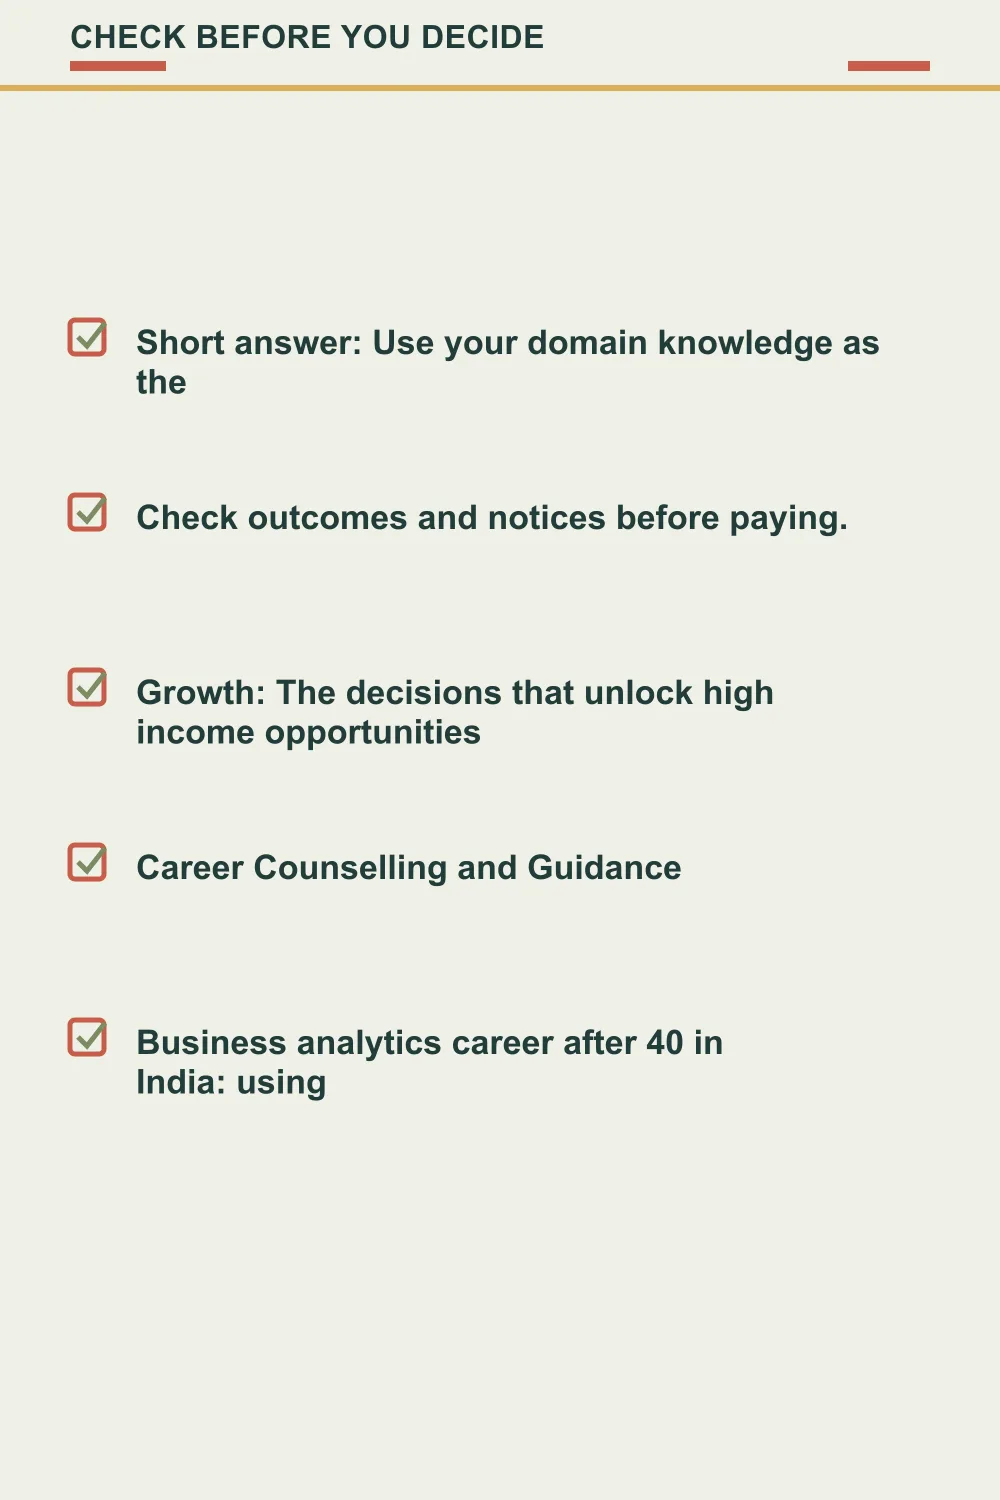 CHECK BEFORE YOU DECIDE
Short answer: Use your domain knowledge as
the
Check outcomes and notices before paying.
Growth: The decisions that unlock high
income opportunities
Career Counselling and Guidance
Business analytics career after 40 in
India: using